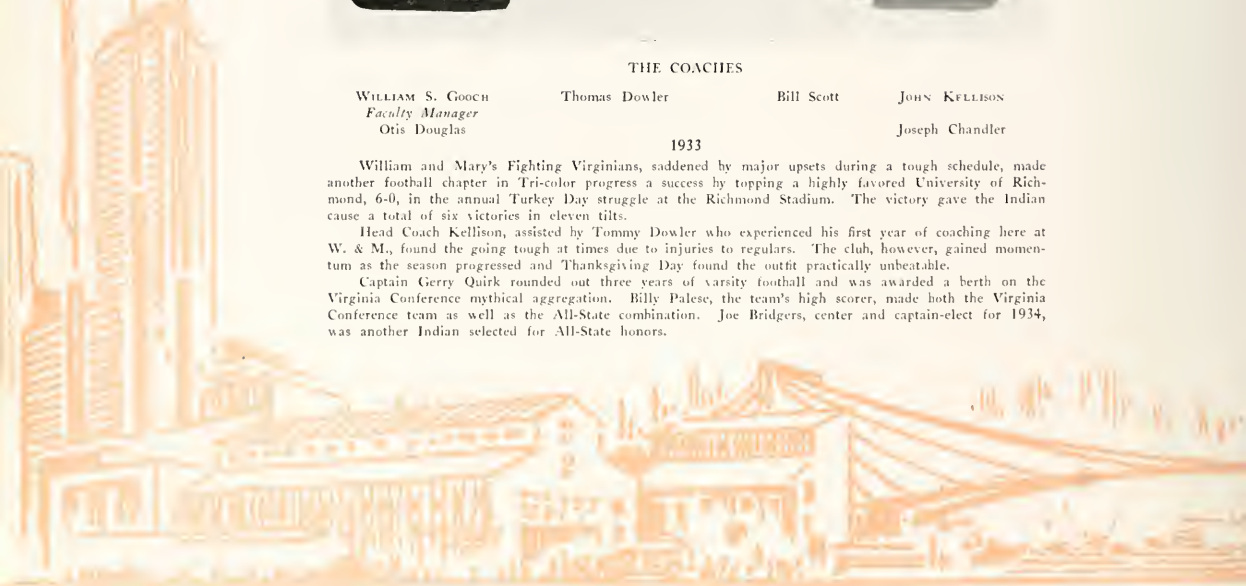 THE COACHES
William S. Gooch Thomas Dowler Bill Scott John Kellison
Faculty Manager
Otis Douglas Joseph Chandler
1933
William and Mary's Fighting Virginians, saddened by major upsets during a tough schedule, made
another football chapter in Tri-color progress a success by topping a highly favored University of Rich-
mond, 6-0, in the annual Turkey Day struggle at the Richmond Stadium. The victory gave the Indian
cause a total of six victories in eleven tilts.
Head Coach Kellison, assisted by Tommy Dowler who experienced his first year of coaching here at
W. & M., found the going tough at times due to injuries to regulars. The club, however, gained momen-
tum as the season progressed and Thanksgiving Day found the outfit practically unbeatable.
Captain Gerry Quirk rounded out three years of varsity football and was awarded a berth on the
Virginia Conference mythical aggregation. Billy Palese, the team's high scorer, made both the Virginia
Conference team as well as the All-State combination. Joe Bridgers, center and captain-elect for 1934,
was another Indian selected for All-State honors.